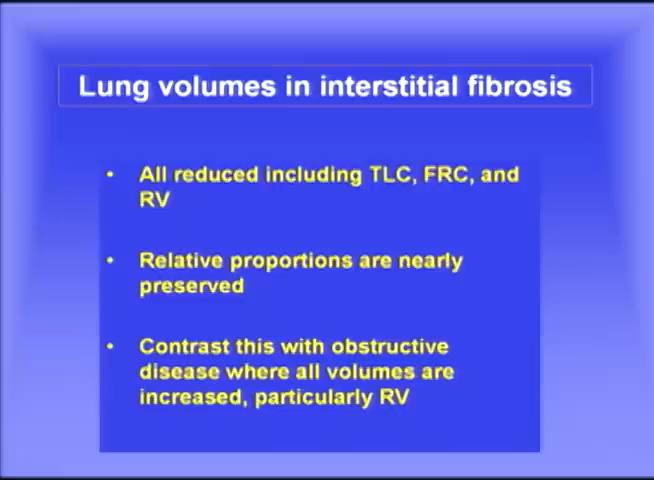 Lung volumes in interstitial fibrosis
• All reduced including TLC, FRC, and
RV
• Relative proportions are nearly
preserved
• Contrast this with obstructive
disease where all volumes are
increased, particularly RV